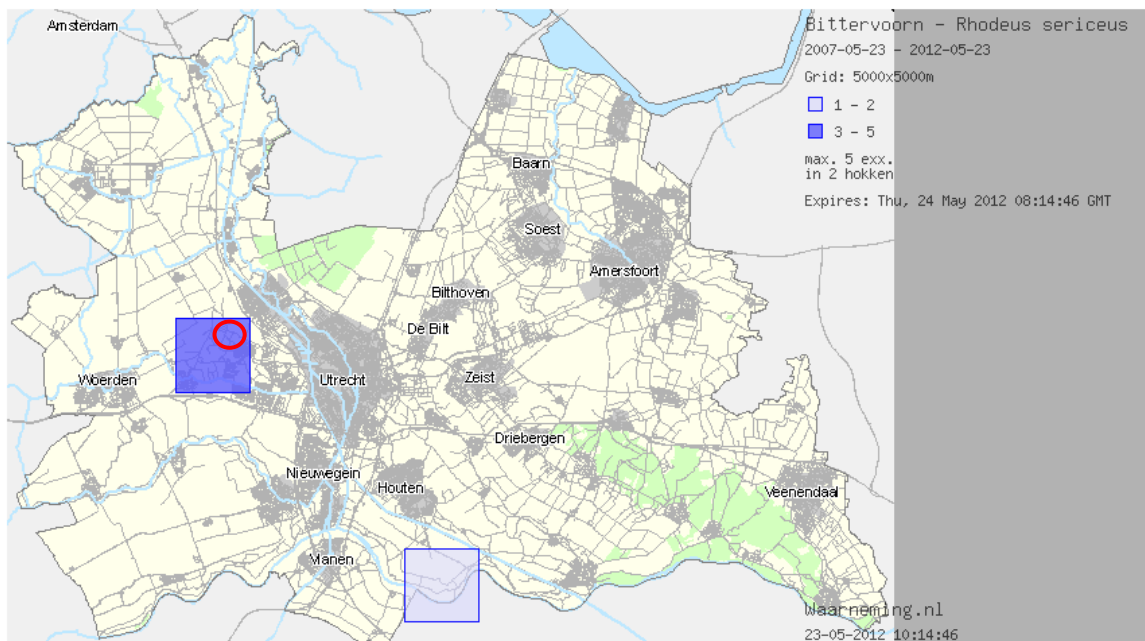 Amsterdam
Bittervoorn - Rhodeus sericeus
2007-05-23 - 2012-05-23
Grid: 5000x5000m
1 - 2
3 - 5
max. 5 exx.
in 2 hokken
Expires: Thu, 24 May 2012 08:14:46 GMT
Baarn
Soest
Amersfoort
Bilthoven
De Bilt
Woerden
Utrecht
Zeist
Driebergen
Nieuwegein
Houten
Veenendaal
Vianen
Waarneming.nl
23-05-2012 10:14:46